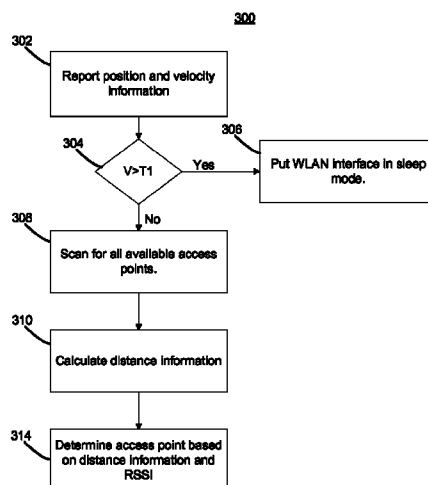 300
302
Report position and velocity
information
304
V>T1
Yes
306
Put WLAN interface in sleep
mode.
No
308
Scan for all available access
points.
310
Calculate distance information
314
Determine access point based
on distance information and
RSSI